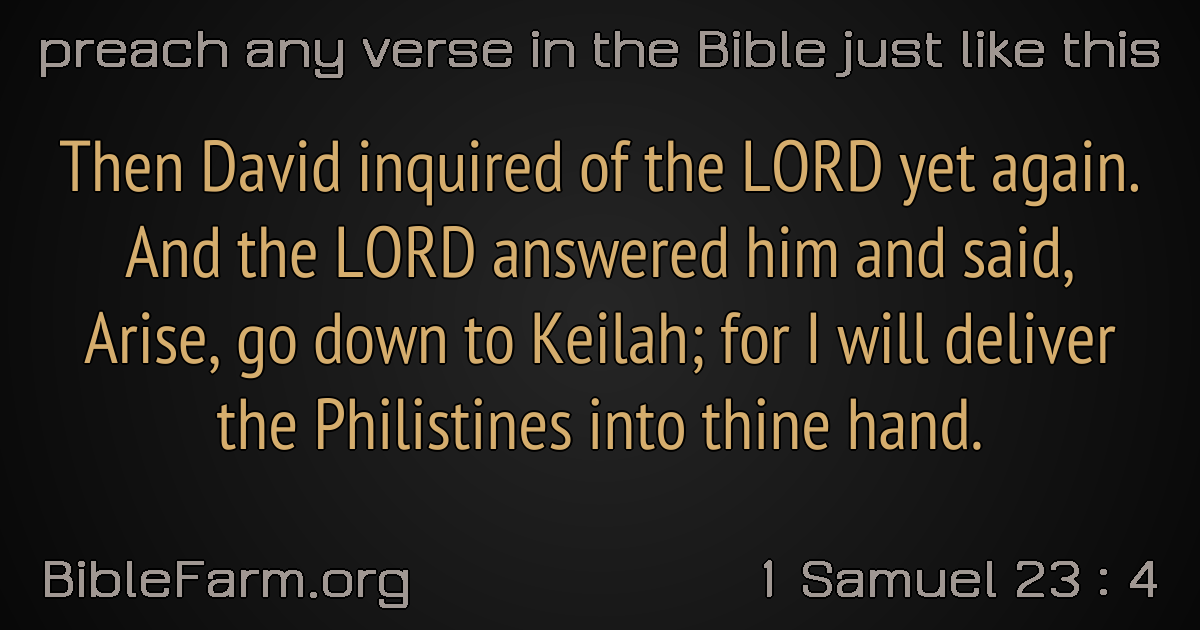 preach any verse in the Bible just like this
Then David inquired of the LORD yet again.
And the LORD answered him and said,
Arise, go down to Keilah; for I will deliver
the Philistines into thine hand.
BibleFarm.org
1 Samuel 23 : 4